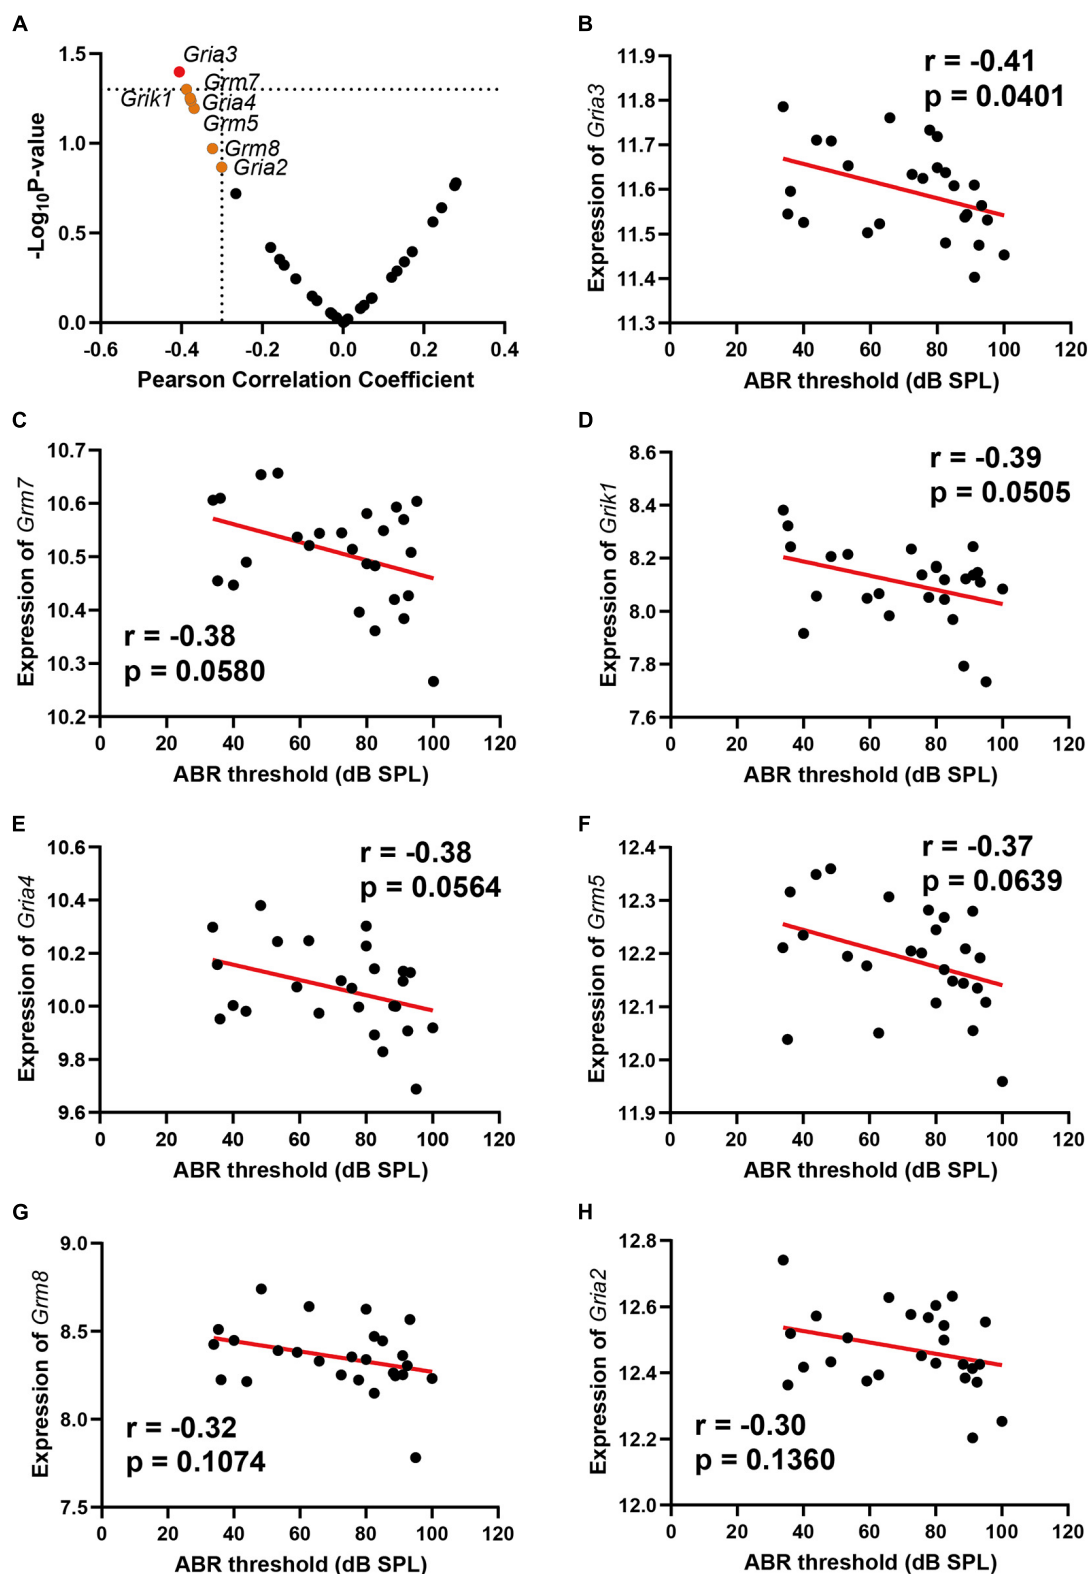 A
-Log10P-value
1.5
1.0
0.5
0.0
Gria3
Grm7
Grik1
Gria4
Grm5
Grm8
Gria2
-0.6 -0.4 -0.2 0.0 0.2 0.4
Pearson Correlation Coefficient
B
Expression of Gria3
11.9
11.8
11.7
11.6
11.5
11.4
11.3
r = -0.41
p = 0.0401
0 20 40 60 80 100 120
ABR threshold (dB SPL)
C
Expression of Grm7
10.7
10.6
10.5
10.4
10.3
10.2
r = -0.38
p = 0.0580
0 20 40 60 80 100 120
ABR threshold (dB SPL)
D
Expression of Grik1
8.6
8.4
8.2
8.0
7.8
7.6
r = -0.39
p = 0.0505
0 20 40 60 80 100 120
ABR threshold (dB SPL)
E
Expression of Gria4
10.6
10.4
10.2
10.0
9.8
9.6
r = -0.38
p = 0.0564
0 20 40 60 80 100 120
ABR threshold (dB SPL)
F
Expression of Grm5
12.4
12.3
12.2
12.1
12.0
11.9
r = -0.37
p = 0.0639
0 20 40 60 80 100 120
ABR threshold (dB SPL)
G
Expression of Grm8
9.0
8.5
8.0
7.5
r = -0.32
p = 0.1074
0 20 40 60 80 100 120
ABR threshold (dB SPL)
H
Expression of Gria2
12.8
12.6
12.4
12.2
12.0
r = -0.30
p = 0.1360
0 20 40 60 80 100 120
ABR threshold (dB SPL)